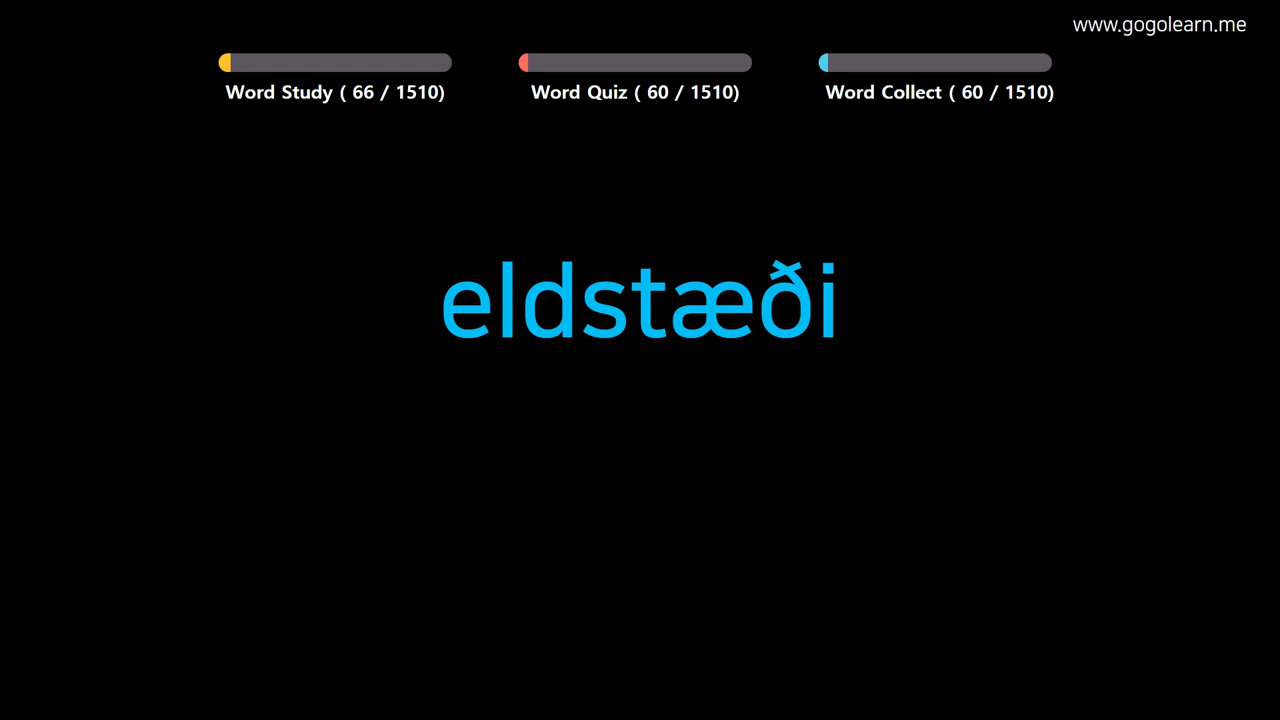 www.gogolearn.me
Word Study ( 66 / 1510)
Word Quiz ( 60 / 1510)
Word Collect ( 60 / 1510)
eldstæði